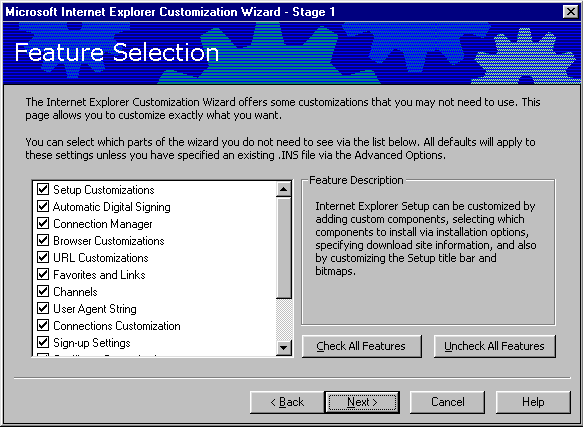 Microsoft Internet Explorer Customization Wizard - Stage 1
Feature Selection
The Internet Explorer Customization Wizard offers some customizations that you may not need to use. This
page allows you to customize exactly what you want.
You can select which parts of the wizard you do not need to see via the list below. All defaults will apply to
these settings unless you have specified an existing .INS file via the Advanced Options.
Setup Customizations
Automatic Digital Signing
Connection Manager
Browser Customizations
URL Customizations
Favorites and Links
Channels
User Agent String
Connections Customization
Sign-up Settings
Feature Description
Internet Explorer Setup can be customized by
adding custom components, selecting which
components to install via installation options,
specifying download site information, and also
by customizing the Setup title bar and
bitmaps.
Check All Features
Uncheck All Features
< Back
Next >
Cancel
Help